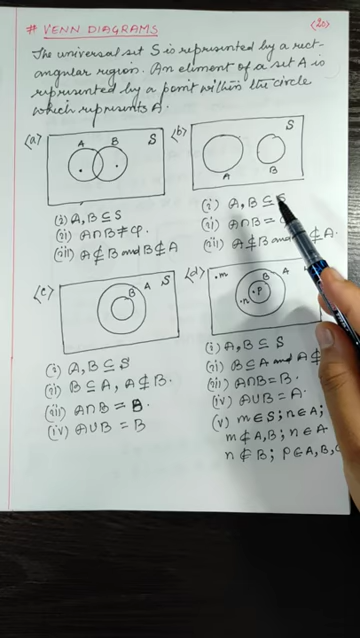 # VENN DIAGRAMS <20>
The universal set S is represented by a rect-
angular region. An element of a set A is
represented by a point within the circle
which represents A.
<a> A B S
<b> S A B
(i) A, B ⊆ S
(ii) A∩B ≠ φ.
(iii) A ⊄ B and B ⊄ A
(i) A, B ⊆ S
(ii) A∩B =
(iii) A ⊄ B and ⊄ A.
<c> B A S
<d> .m B A .n .p
(i) A, B ⊆ S
(ii) B ⊆ A, A ⊄ B.
(iii) A∩B = B.
(iv) A∪B = B
(i) A, B ⊆ S
(ii) B ⊆ A and A ⊄
(iii) A∩B = B.
(iv) A∪B = A.
(v) m ∈ S; n ∈ A;
m ∉ A, B; n ∈ A
n ∉ B; p ∈ A, B,